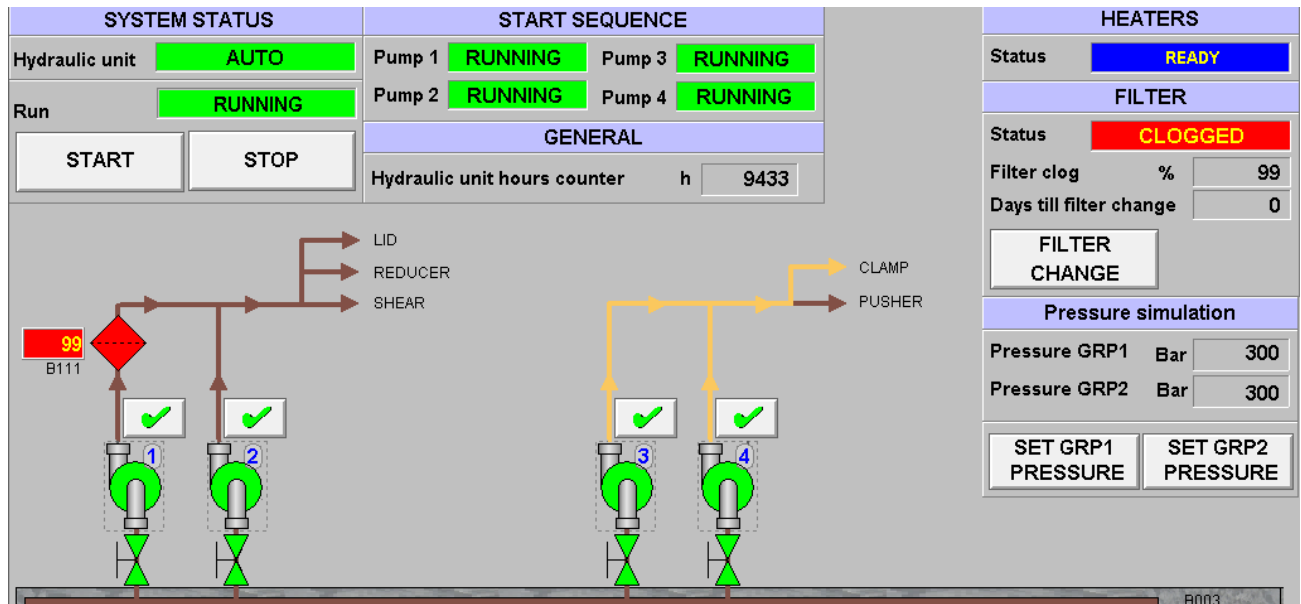 SYSTEM STATUS
Hydraulic unit AUTO
Run RUNNING
START STOP
START SEQUENCE
Pump 1 RUNNING Pump 3 RUNNING
Pump 2 RUNNING Pump 4 RUNNING
GENERAL
Hydraulic unit hours counter h 9433
HEATERS
Status READY
FILTER
Status CLOGGED
Filter clog % 99
Days till filter change 0
FILTER
CHANGE
Pressure simulation
Pressure GRP1 Bar 300
Pressure GRP2 Bar 300
SET GRP1
PRESSURE
SET GRP2
PRESSURE
LID
REDUCER
SHEAR
CLAMP
PUSHER
99
B111
1 2 3 4
B003